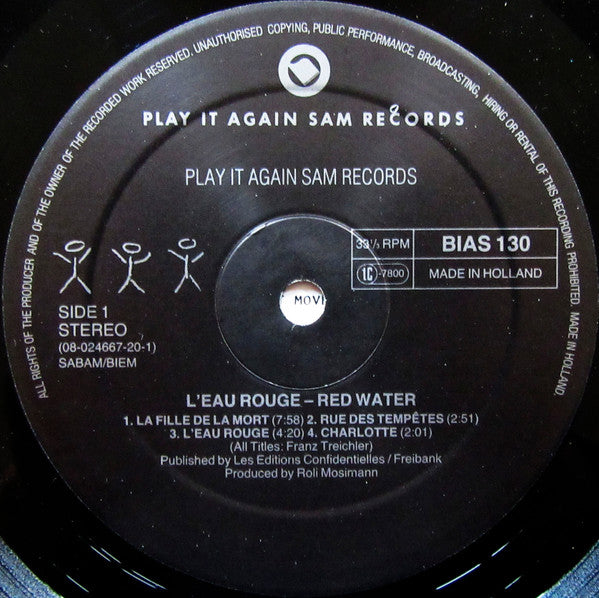 ALL RIGHTS OF THE PRODUCER AND OF THE OWNER OF THE RECORDED WORK RESERVED. UNAUTHORISED COPYING, PUBLIC PERFORMANCE, BROADCASTING, HIRING OR RENTAL OF THIS RECORDING PROHIBITED. MADE IN HOLLAND.
PLAY IT AGAIN SAM RECORDS
PLAY IT AGAIN SAM RECORDS
33 1/3 RPM
BIAS 130
LC-7800
MADE IN HOLLAND
MOVI
SIDE 1
STEREO
(08-024667-20-1)
SABAM/BIEM
L'EAU ROUGE – RED WATER
1. LA FILLE DE LA MORT (7:58) 2. RUE DES TEMPÊTES (2:51)
3. L'EAU ROUGE (4:20) 4. CHARLOTTE (2:01)
(All Titles: Franz Treichler)
Published by Les Editions Confidentielles / Freibank
Produced by Roli Mosimann